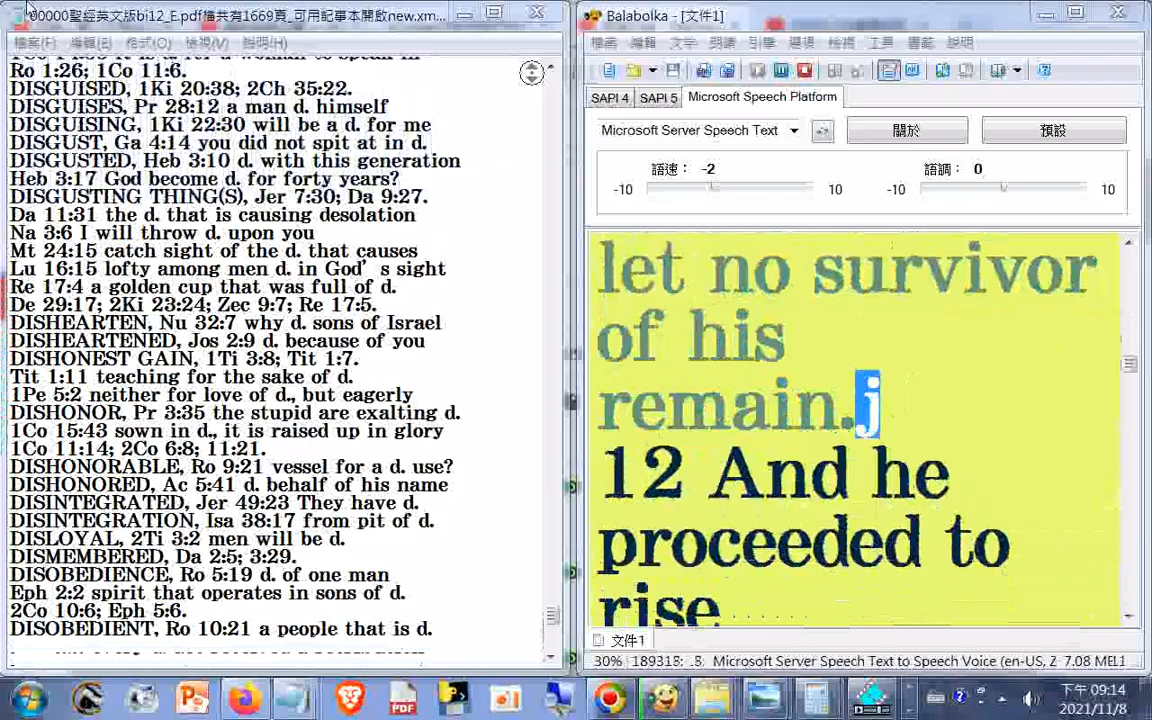 00000聖經英文版bi12_E.pdf檔共有1669頁_可用記事本開啟new.xm...
檔案(F) 編輯(E) 格式(O) 檢視(V) 說明(H)
Ro 1:26; 1Co 11:6.
DISGUISED, 1Ki 20:38; 2Ch 35:22.
DISGUISES, Pr 28:12 a man d. himself
DISGUISING, 1Ki 22:30 will be a d. for me
DISGUST, Ga 4:14 you did not spit at in d.
DISGUSTED, Heb 3:10 d. with this generation
Heb 3:17 God become d. for forty years?
DISGUSTING THING(S), Jer 7:30; Da 9:27.
Da 11:31 the d. that is causing desolation
Na 3:6 I will throw d. upon you
Mt 24:15 catch sight of the d. that causes
Lu 16:15 lofty among men d. in God’s sight
Re 17:4 a golden cup that was full of d.
De 29:17; 2Ki 23:24; Zec 9:7; Re 17:5.
DISHEARTEN, Nu 32:7 why d. sons of Israel
DISHEARTENED, Jos 2:9 d. because of you
DISHONEST GAIN, 1Ti 3:8; Tit 1:7.
Tit 1:11 teaching for the sake of d.
1Pe 5:2 neither for love of d., but eagerly
DISHONOR, Pr 3:35 the stupid are exalting d.
1Co 15:43 sown in d., it is raised up in glory
1Co 11:14; 2Co 6:8; 11:21.
DISHONORABLE, Ro 9:21 vessel for a d. use?
DISHONORED, Ac 5:41 d. behalf of his name
DISINTEGRATED, Jer 49:23 They have d.
DISINTEGRATION, Isa 38:17 from pit of d.
DISLOYAL, 2Ti 3:2 men will be d.
DISMEMBERED, Da 2:5; 3:29.
DISOBEDIENCE, Ro 5:19 d. of one man
Eph 2:2 spirit that operates in sons of d.
2Co 10:6; Eph 5:6.
DISOBEDIENT, Ro 10:21 a people that is d.
Balabolka - [文件1]
檔案 編輯 文字 朗讀 引擎 選項 檢視 工具 書籤 說明
SAPI 4 SAPI 5 Microsoft Speech Platform
Microsoft Server Speech Text 關於 預設
語速: -2 語調: 0
-10 10 -10 10
let no survivor
of his
remain.j
12 And he
proceeded to
rise
文件1
30% Microsoft Server Speech Text to Speech Voice (en-US, Z 7.08 MB
下午 09:14
2021/11/8